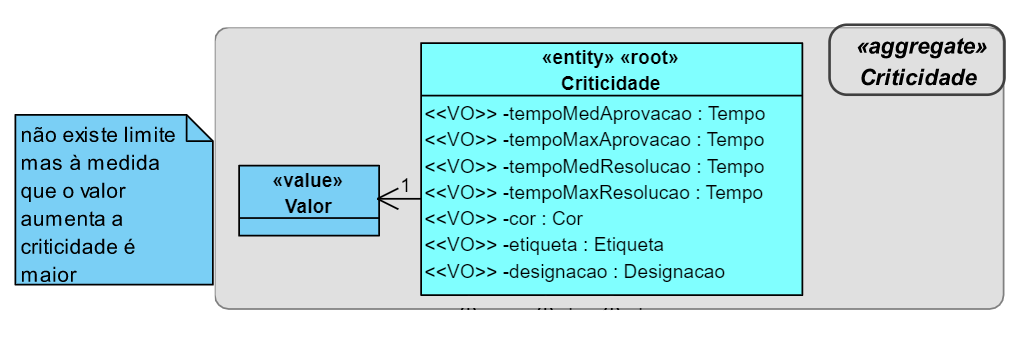 «aggregate»
Criticidade
«entity» «root»
Criticidade
<<VO>> -tempoMedAprovacao : Tempo
<<VO>> -tempoMaxAprovacao : Tempo
<<VO>> -tempoMedResolucao : Tempo
<<VO>> -tempoMaxResolucao : Tempo
<<VO>> -cor : Cor
<<VO>> -etiqueta : Etiqueta
<<VO>> -designacao : Designacao
1
«value»
Valor
não existe limite
mas à medida
que o valor
aumenta a
criticidade é
maior